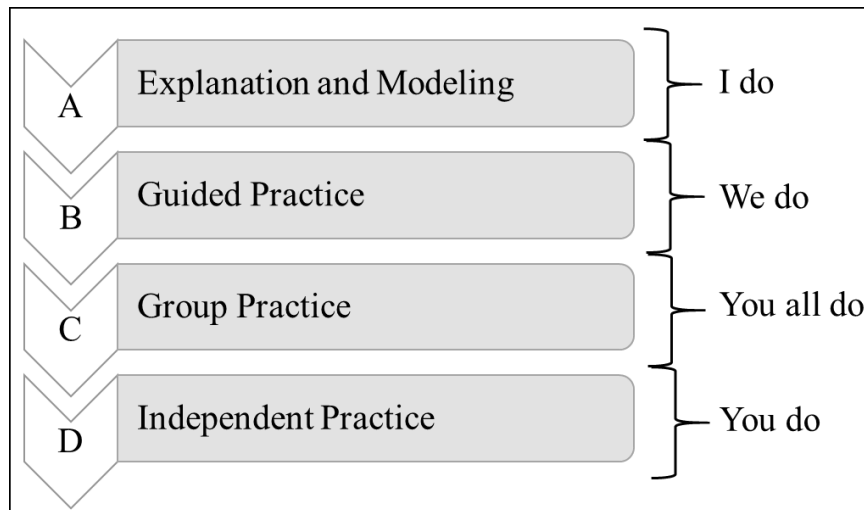 A
Explanation and Modeling
I do
B
Guided Practice
We do
C
Group Practice
You all do
D
Independent Practice
You do